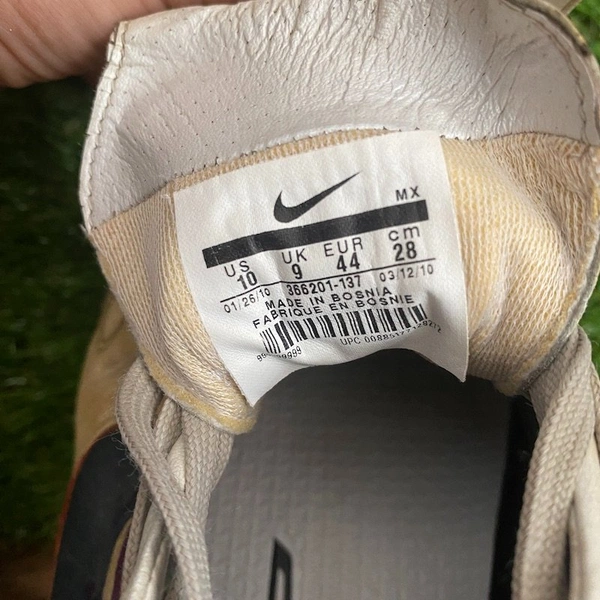 MX
US UK EUR cm
10 9 44 28
01/26/10 366201-137 03/12/10
MADE IN BOSNIA
FABRIQUE EN BOSNIE